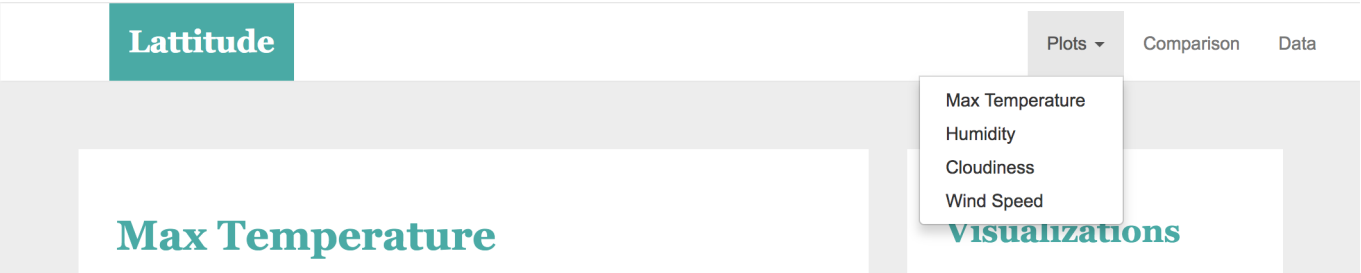 Lattitude
Plots Comparison Data
Max Temperature
Humidity
Cloudiness
Wind Speed
Max Temperature
Visualizations